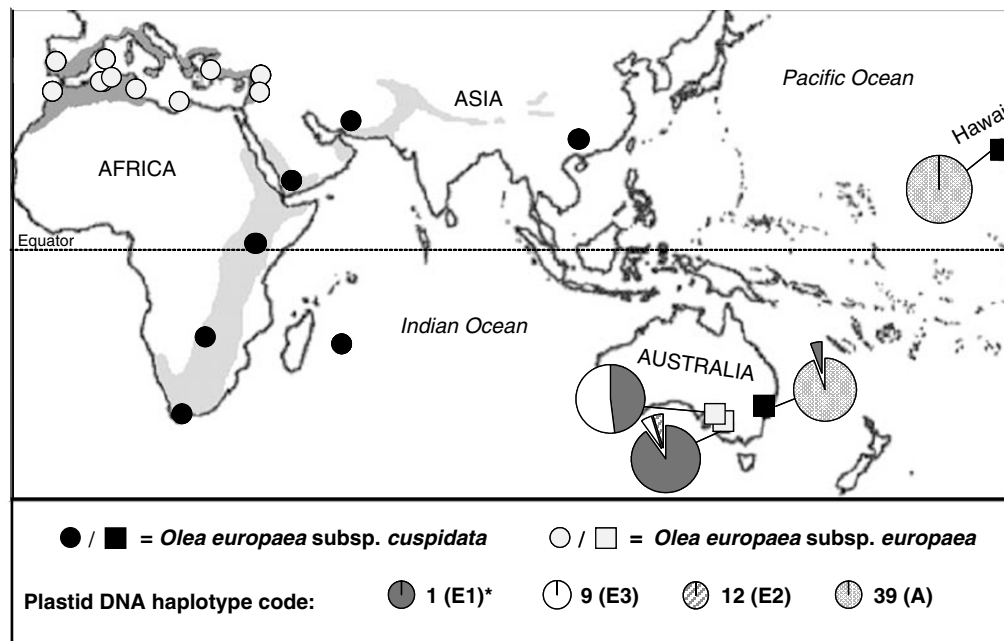 Pacific Ocean
ASIA
Hawai
AFRICA
Equator
Indian Ocean
AUSTRALIA
/ = Olea europaea subsp. cuspidata / = Olea europaea subsp. europaea
Plastid DNA haplotype code: 1 (E1)* 9 (E3) 12 (E2) 39 (A)